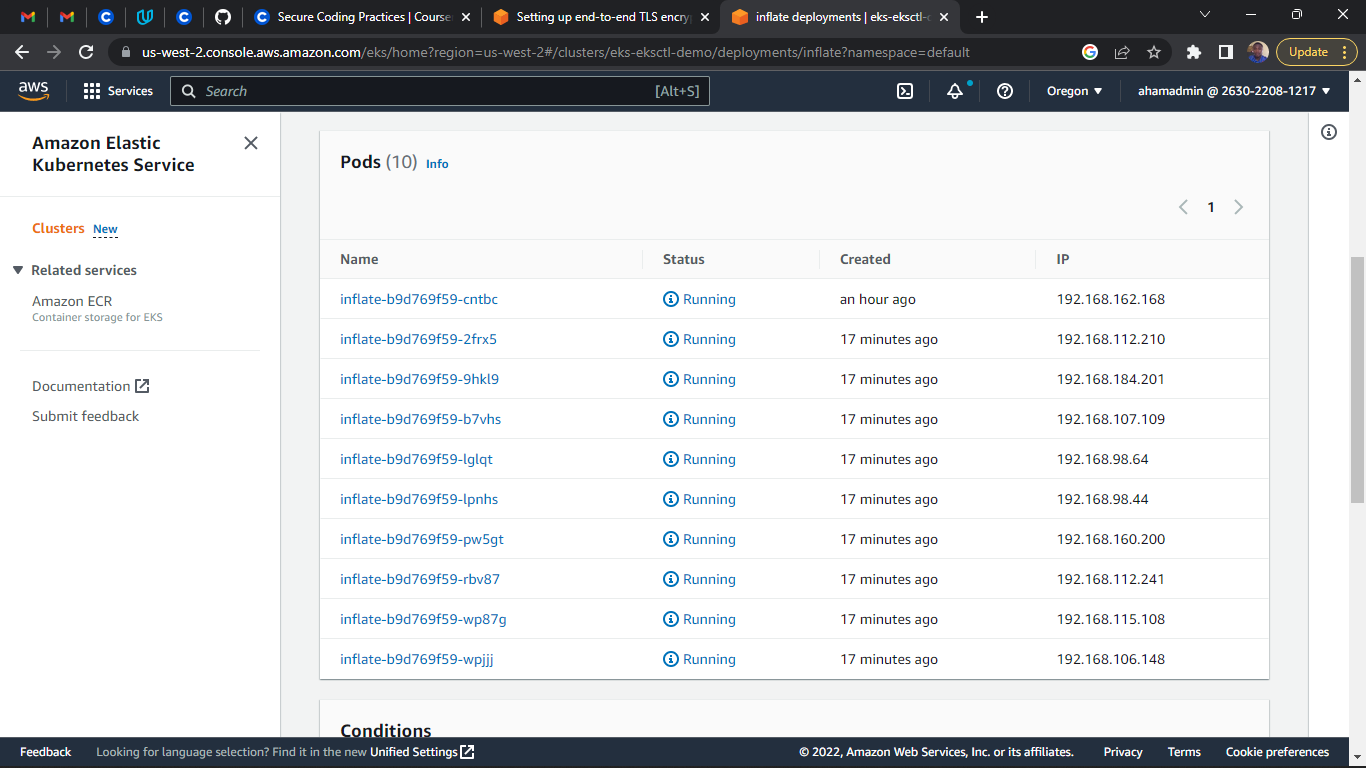 Secure Coding Practices | Course
Setting up end-to-end TLS encry
inflate deployments | eks-eksctl-
us-west-2.console.aws.amazon.com/eks/home?region=us-west-2#/clusters/eks-eksctl-demo/deployments/inflate?namespace=default
Update
aws
Services
Search
[Alt+S]
Oregon
ahamadmin @ 2630-2208-1217
Amazon Elastic
Kubernetes Service
Clusters New
Related services
Amazon ECR
Container storage for EKS
Documentation
Submit feedback
Pods (10) Info
1
Name Status Created IP
inflate-b9d769f59-cntbc Running an hour ago 192.168.162.168
inflate-b9d769f59-2frx5 Running 17 minutes ago 192.168.112.210
inflate-b9d769f59-9hkl9 Running 17 minutes ago 192.168.184.201
inflate-b9d769f59-b7vhs Running 17 minutes ago 192.168.107.109
inflate-b9d769f59-lglqt Running 17 minutes ago 192.168.98.64
inflate-b9d769f59-lpnhs Running 17 minutes ago 192.168.98.44
inflate-b9d769f59-pw5gt Running 17 minutes ago 192.168.160.200
inflate-b9d769f59-rbv87 Running 17 minutes ago 192.168.112.241
inflate-b9d769f59-wp87g Running 17 minutes ago 192.168.115.108
inflate-b9d769f59-wpjjj Running 17 minutes ago 192.168.106.148
Conditions
Feedback
Looking for language selection? Find it in the new Unified Settings
© 2022, Amazon Web Services, Inc. or its affiliates.
Privacy
Terms
Cookie preferences